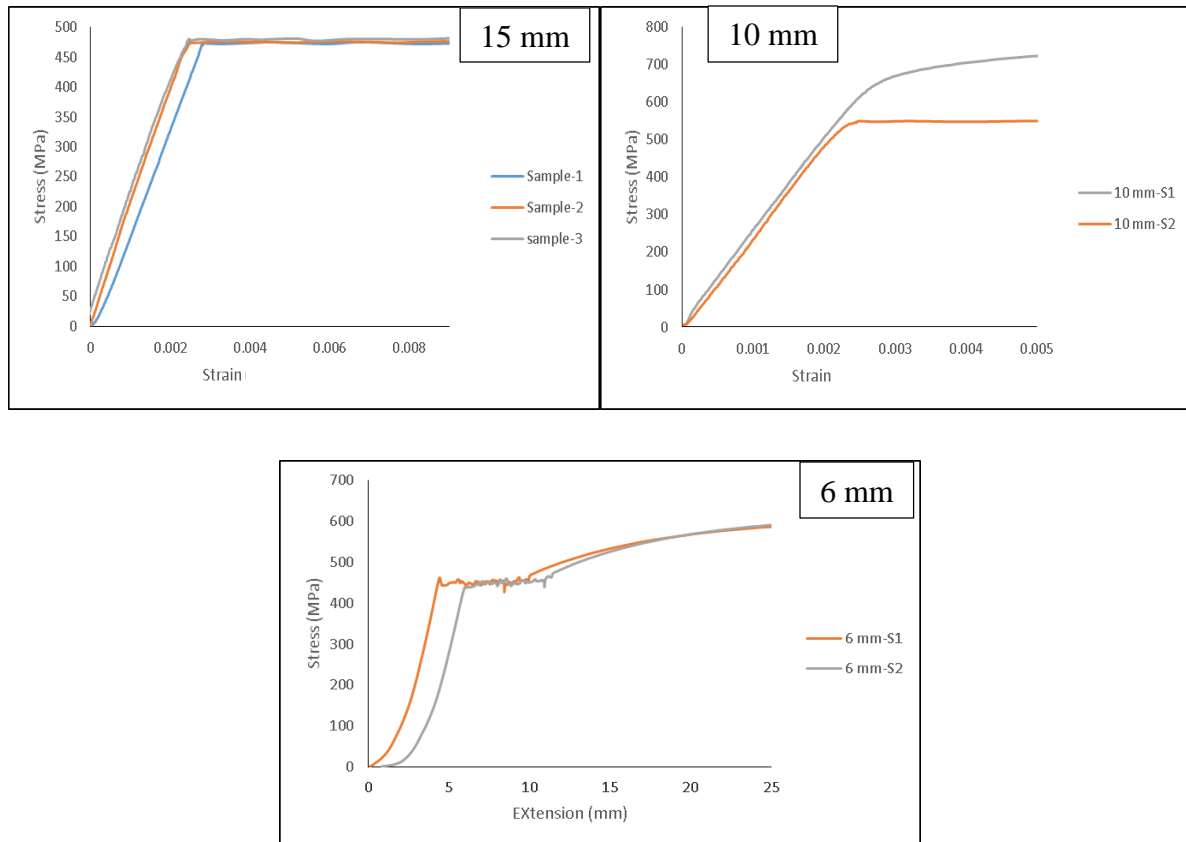 15 mm
500
450
400
350
300
250
200
150
100
50
0
Stress (MPa)
0 0.002 0.004 0.006 0.008
Strain
Sample-1
Sample-2
sample-3
10 mm
800
700
600
500
400
300
200
100
0
Stress (MPa)
0 0.001 0.002 0.003 0.004 0.005
Strain
10 mm-S1
10 mm-S2
6 mm
700
600
500
400
300
200
100
0
Stress (MPa)
0 5 10 15 20 25
EXtension (mm)
6 mm-S1
6 mm-S2